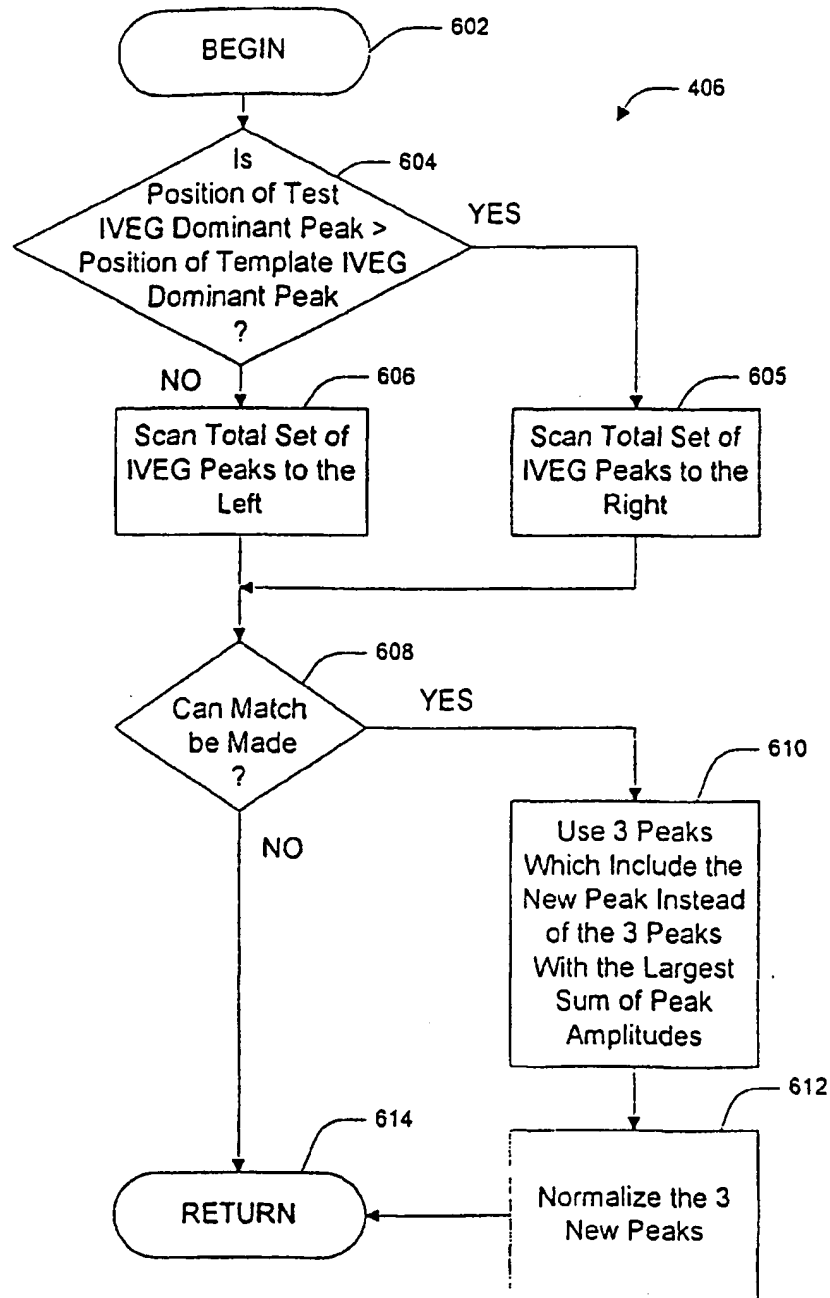 BEGIN
602
406
Is
Position of Test
IVEG Dominant Peak >
Position of Template IVEG
Dominant Peak
?
604
YES
NO
606
605
Scan Total Set of
IVEG Peaks to the
Left
Scan Total Set of
IVEG Peaks to the
Right
608
Can Match
be Made
?
YES
NO
610
Use 3 Peaks
Which Include the
New Peak Instead
of the 3 Peaks
With the Largest
Sum of Peak
Amplitudes
612
Normalize the 3
New Peaks
614
RETURN